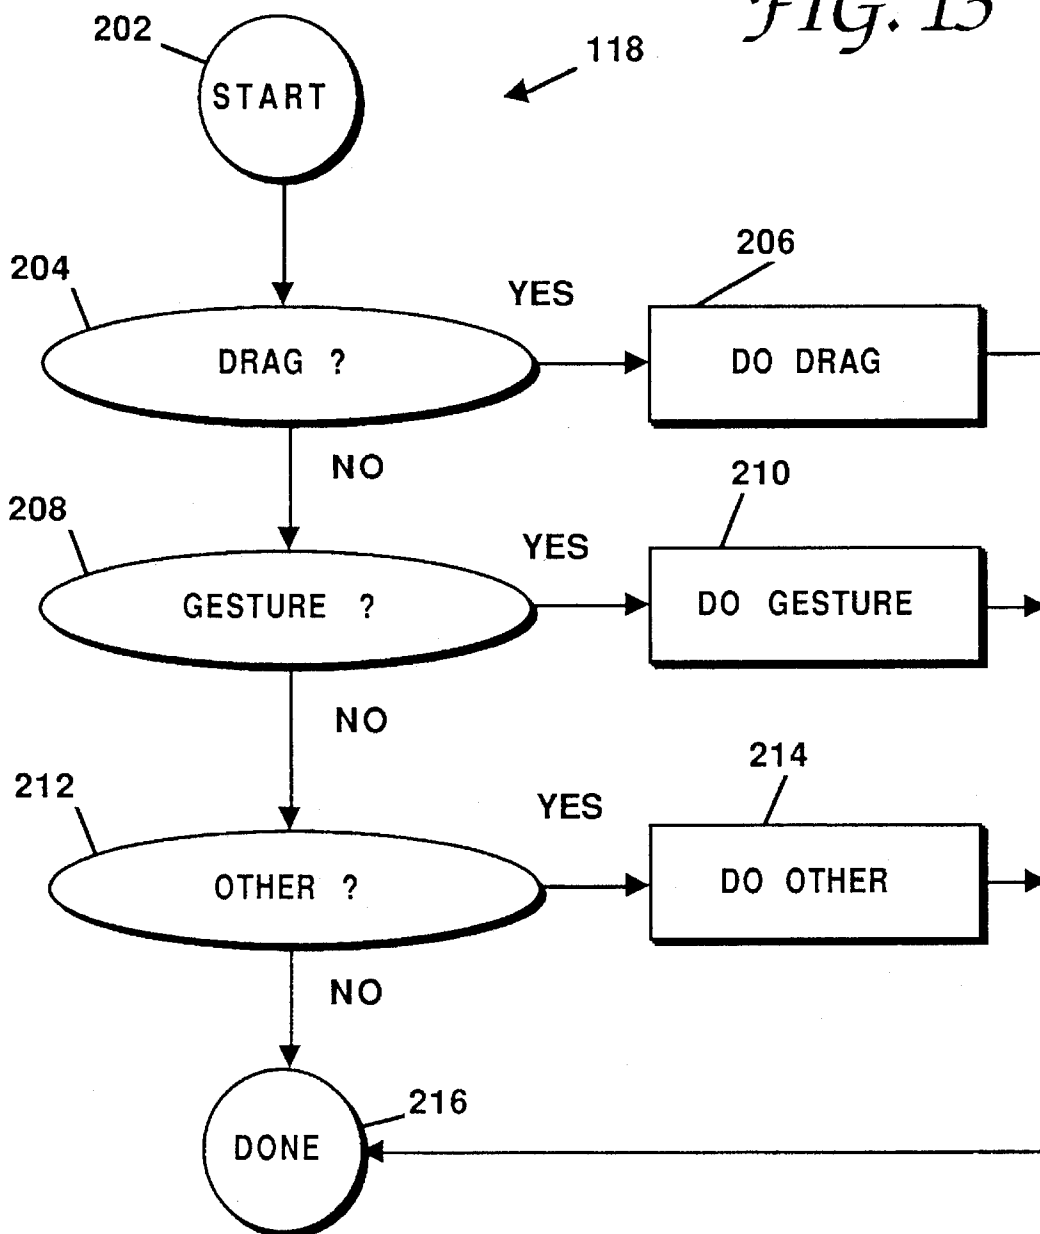 FIG. 13
202
118
START
204
206
YES
DRAG ?
DO DRAG
NO
208
210
YES
GESTURE ?
DO GESTURE
NO
212
214
YES
OTHER ?
DO OTHER
NO
216
DONE